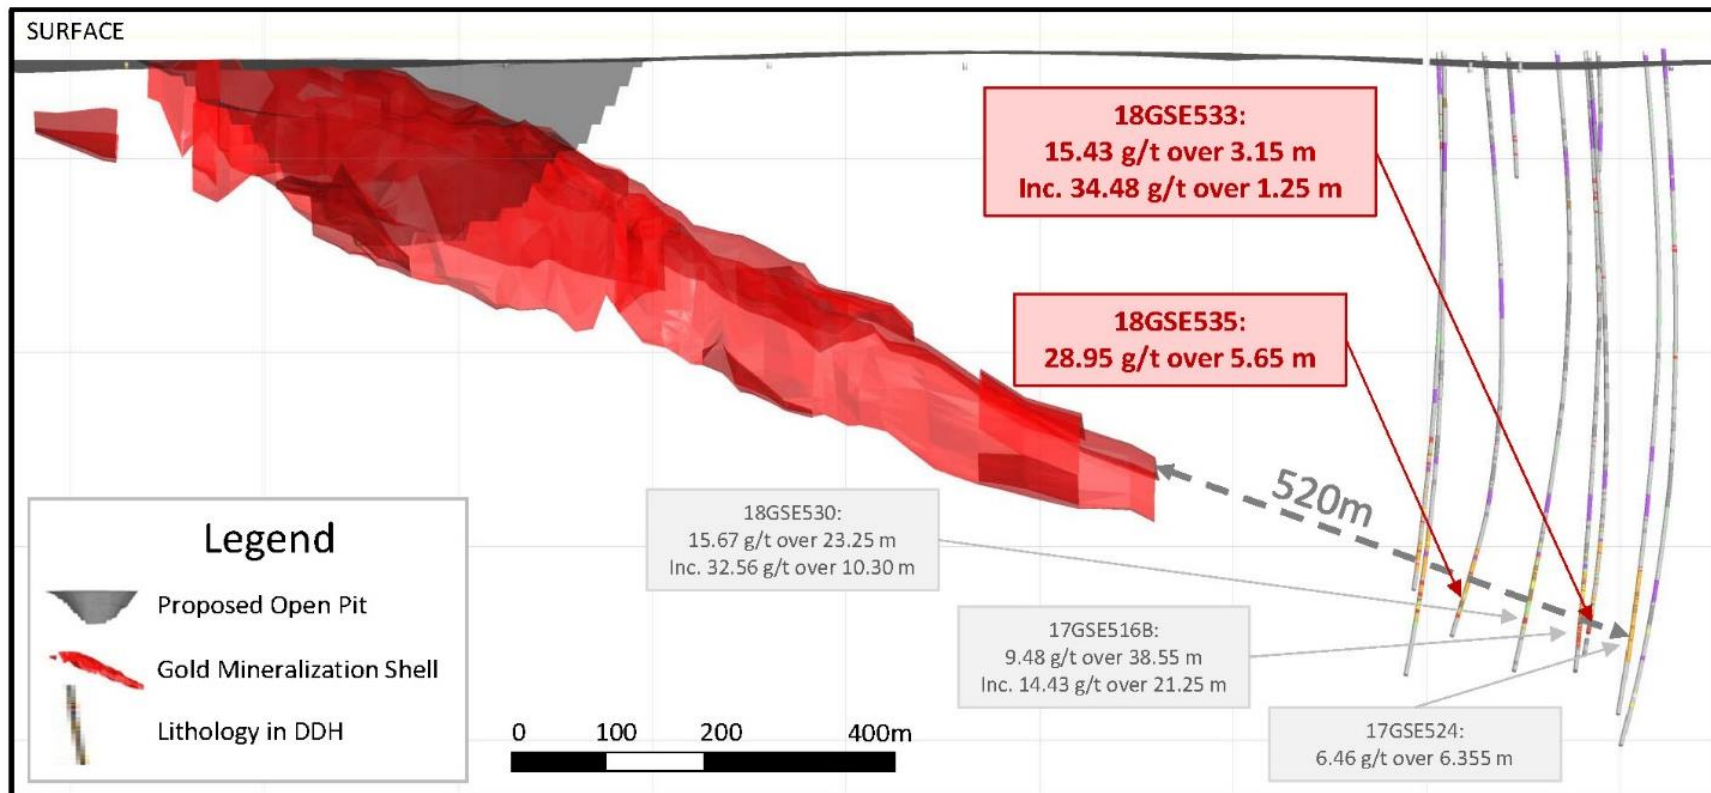 SURFACE
18GSE533:
15.43 g/t over 3.15 m
Inc. 34.48 g/t over 1.25 m
18GSE535:
28.95 g/t over 5.65 m
520m
18GSE530:
15.67 g/t over 23.25 m
Inc. 32.56 g/t over 10.30 m
17GSE516B:
9.48 g/t over 38.55 m
Inc. 14.43 g/t over 21.25 m
17GSE524:
6.46 g/t over 6.355 m
Legend
Proposed Open Pit
Gold Mineralization Shell
Lithology in DDH
0 100 200 400m